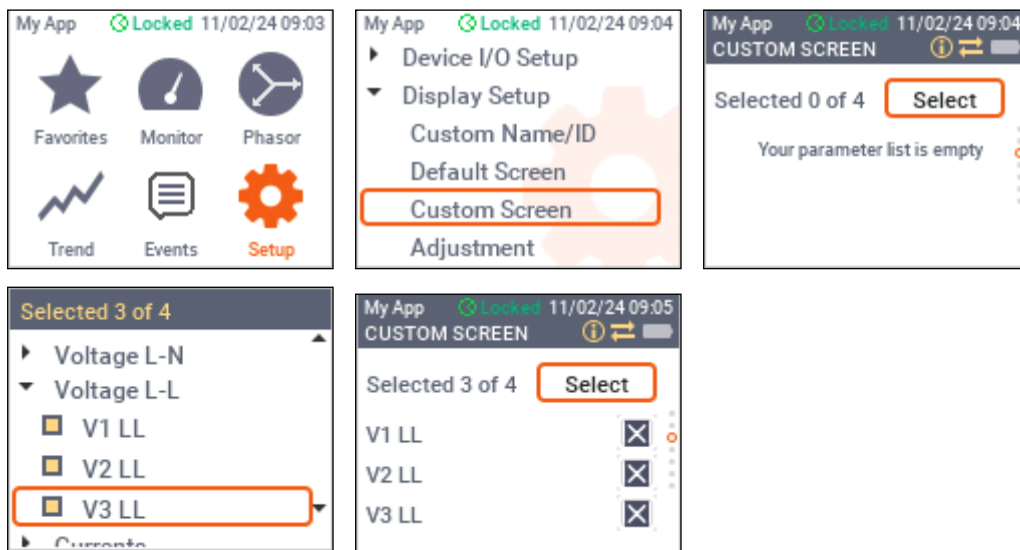 My App Locked 11/02/24 09:03
Favorites Monitor Phasor
Trend Events Setup
My App Locked 11/02/24 09:04
Device I/O Setup
Display Setup
Custom Name/ID
Default Screen
Custom Screen
Adjustment
My App Locked 11/02/24 09:04
CUSTOM SCREEN
Selected 0 of 4 Select
Your parameter list is empty
Selected 3 of 4
Voltage L-N
Voltage L-L
V1 LL
V2 LL
V3 LL
Currents
My App Locked 11/02/24 09:05
CUSTOM SCREEN
Selected 3 of 4 Select
V1 LL
V2 LL
V3 LL